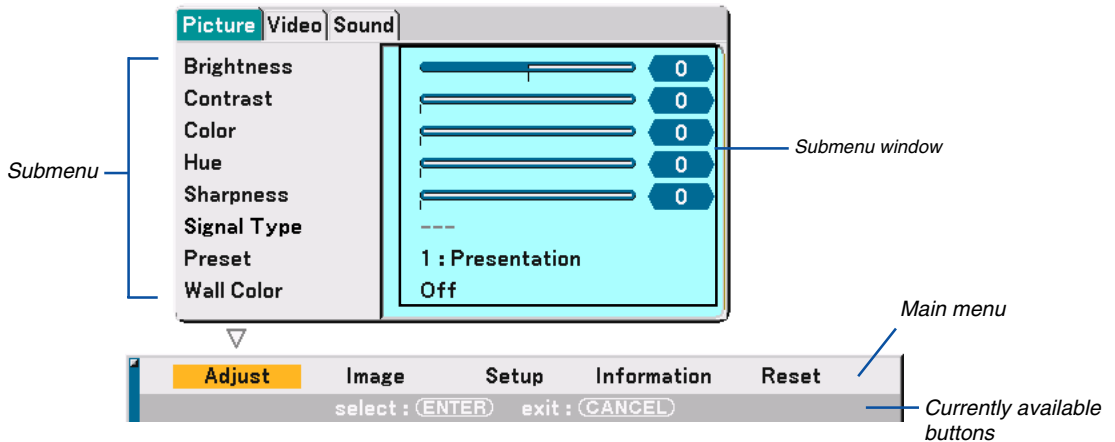 Picture Video Sound
Brightness 0
Contrast 0
Color 0
Hue 0
Sharpness 0
Signal Type ---
Preset 1 : Presentation
Wall Color Off
Submenu
Submenu window
Main menu
Adjust Image Setup Information Reset
select : ENTER exit : CANCEL
Currently available
buttons